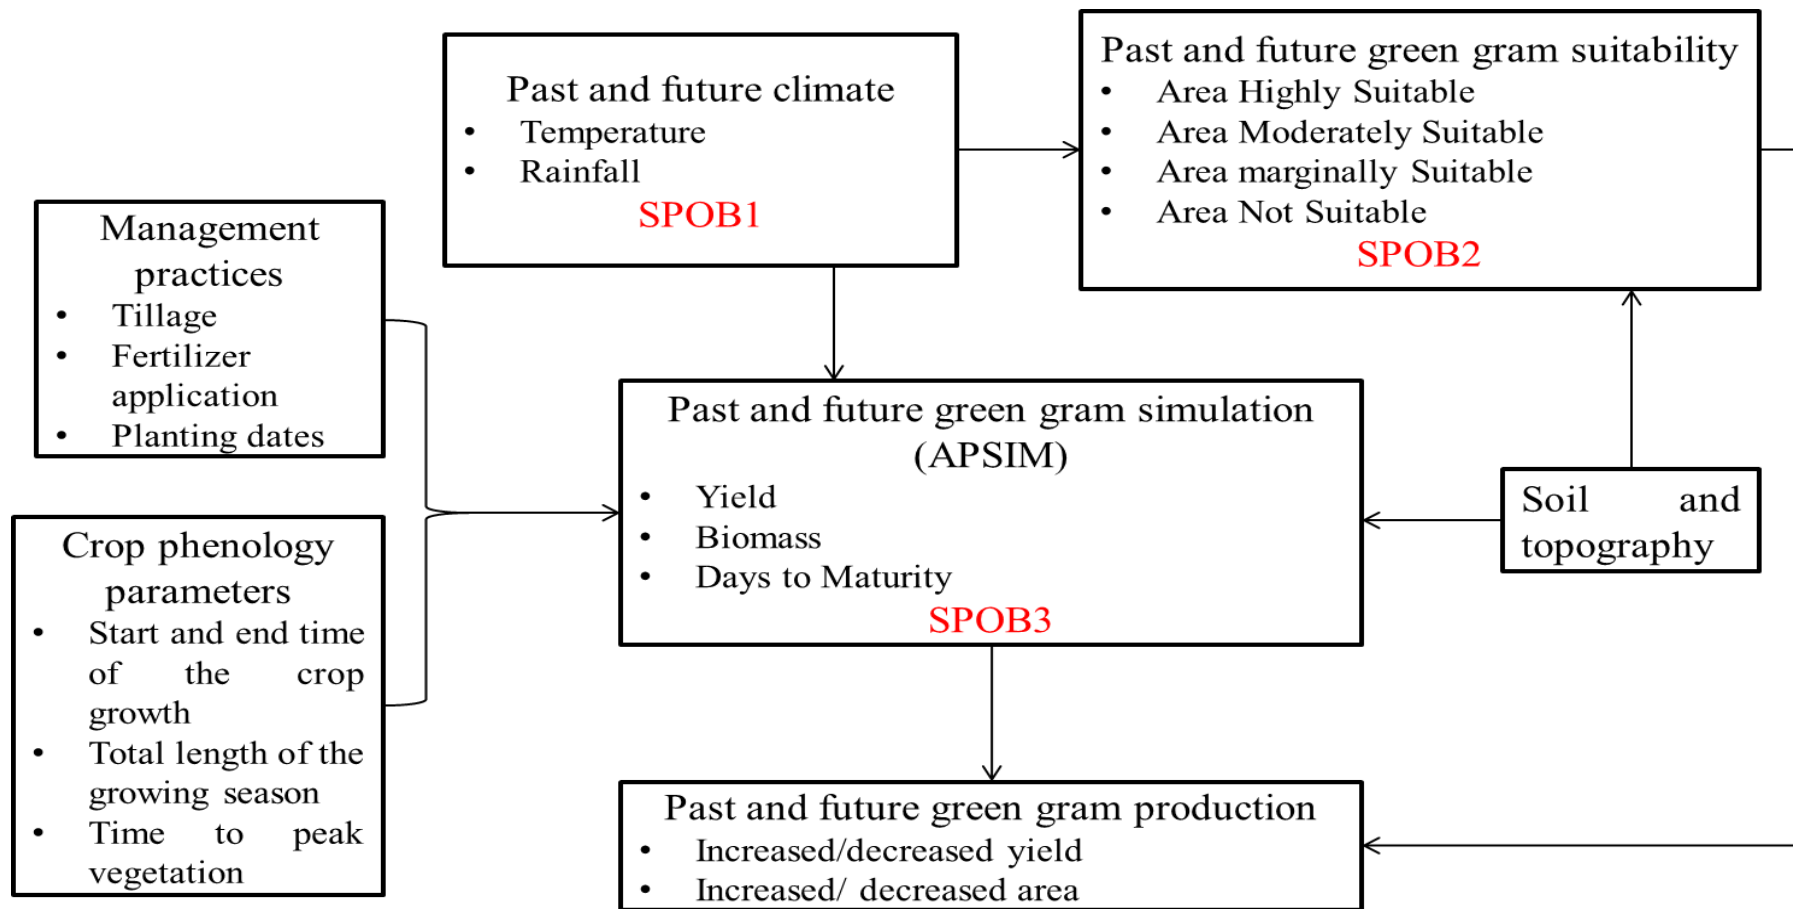 Past and future climate
• Temperature
• Rainfall
SPOB1
Past and future green gram suitability
• Area Highly Suitable
• Area Moderately Suitable
• Area marginally Suitable
• Area Not Suitable
SPOB2
Management
practices
• Tillage
• Fertilizer
application
• Planting dates
Crop phenology
parameters
• Start and end time
of the crop
growth
• Total length of the
growing season
• Time to peak
vegetation
Past and future green gram simulation
(APSIM)
• Yield
• Biomass
• Days to Maturity
SPOB3
Soil and
topography
Past and future green gram production
• Increased/decreased yield
• Increased/ decreased area